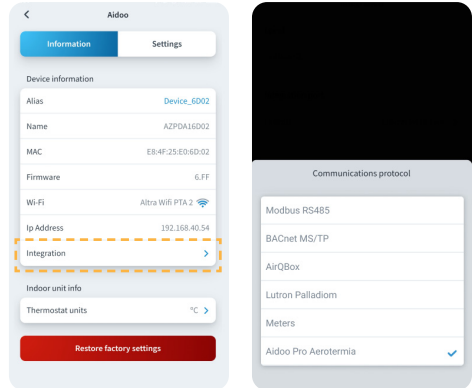 Aidoo
Information Settings
Device information
Alias Device_6D02
Name AZPDA16D02
MAC E8:4F:25:E0:6D:02
Firmware 6.FF
Wi-Fi Altra Wifi PTA 2
Ip Address 192.168.40.54
Integration
Indoor unit info
Thermostat units °C
Restore factory settings
Communications protocol
Modbus RS485
BACnet MS/TP
AirQBox
Lutron Palladiom
Meters
Aidoo Pro Aerotermia